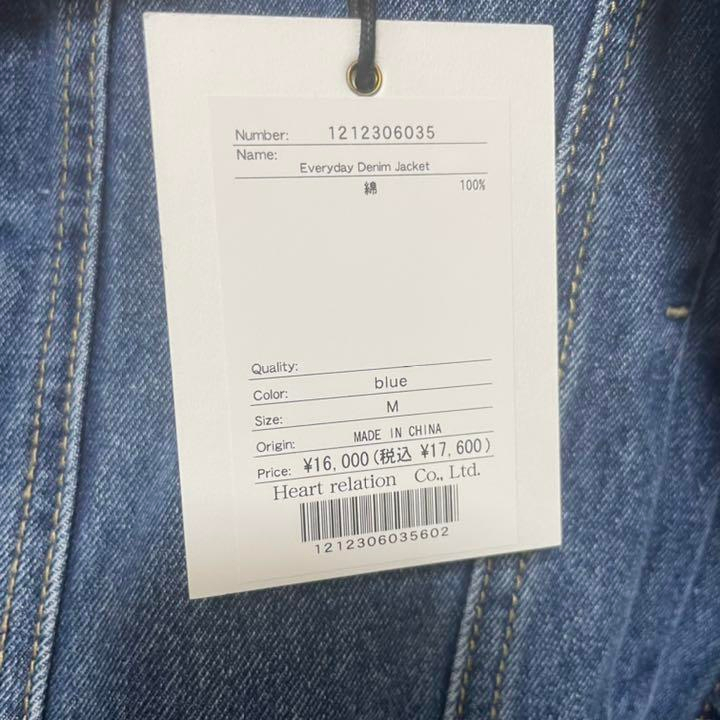 Number: 1212306035
Name:
Everyday Denim Jacket
綿 100%
Quality:
Color: blue
Size: M
Origin: MADE IN CHINA
Price: ¥16,000(税込 ¥17,600)
Heart relation Co., Ltd.
1212306035602